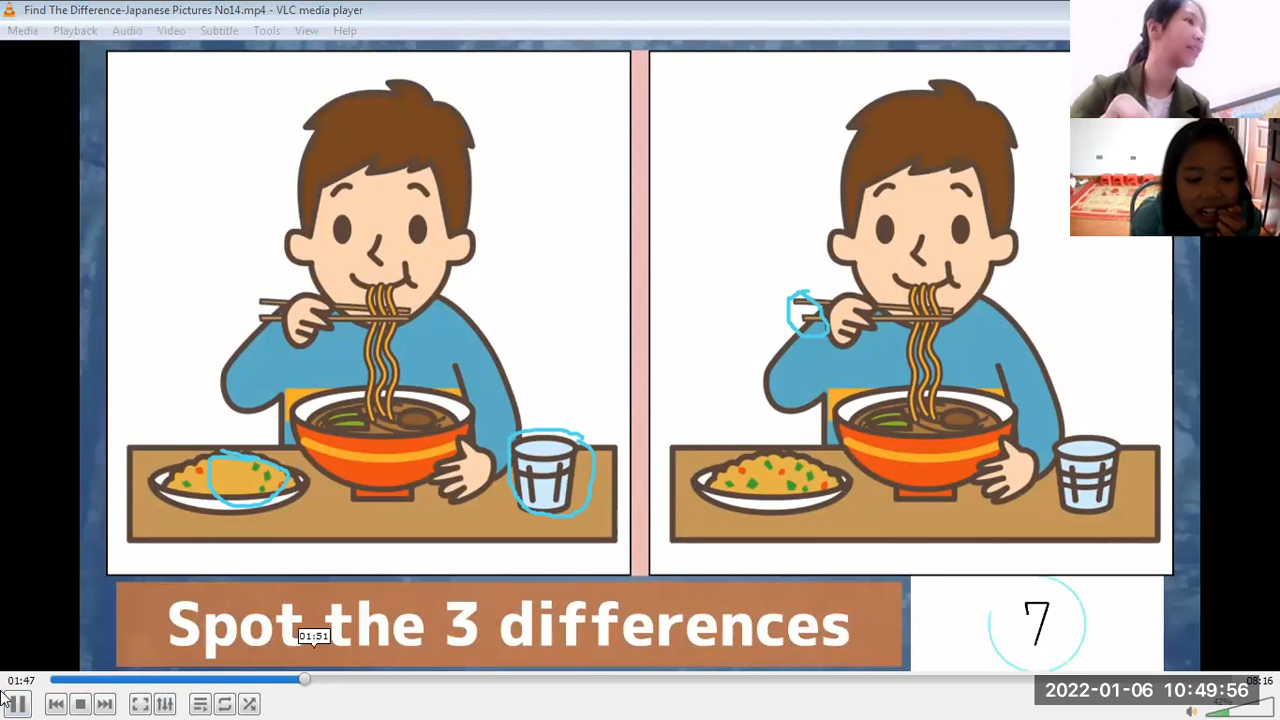 Find The Difference-Japanese Pictures No14.mp4 - VLC media player
Media Playback Audio Video Subtitle Tools View Help
Spot the 3 differences
7
01:51
01:47
08:16
2022-01-06 10:49:56